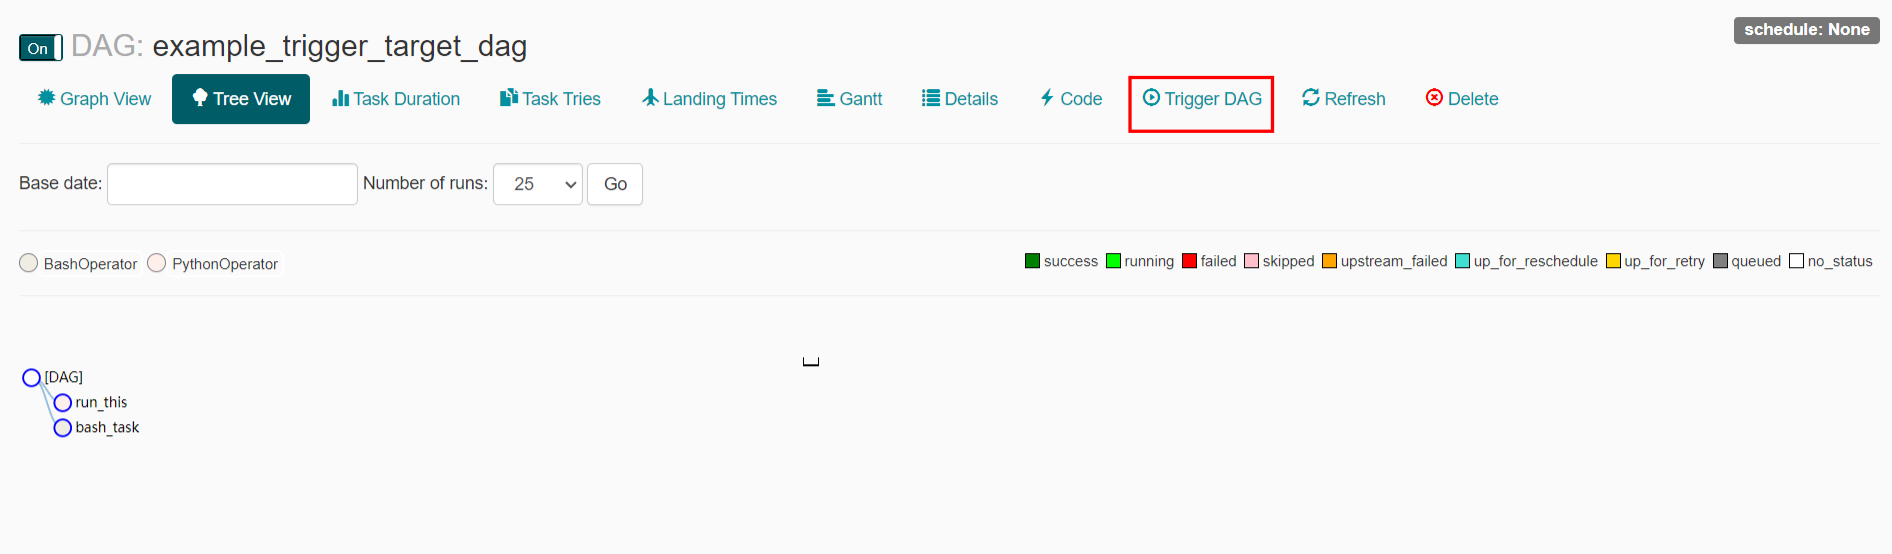 schedule: None
On DAG: example_trigger_target_dag
Graph View Tree View Task Duration Task Tries Landing Times Gantt Details Code Trigger DAG Refresh Delete
Base date: Number of runs: 25 Go
BashOperator PythonOperator success running failed skipped upstream_failed up_for_reschedule up_for_retry queued no_status
[DAG]
run_this
bash_task